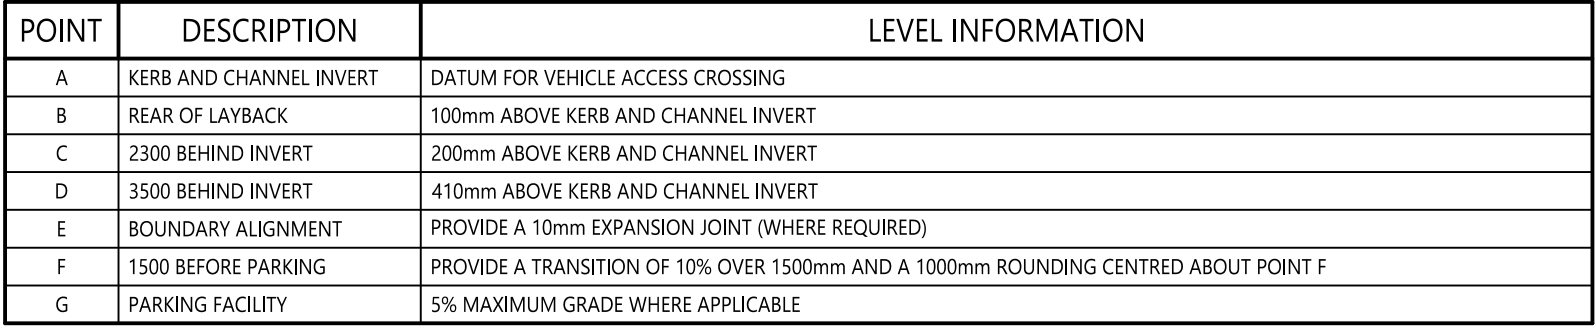 POINT DESCRIPTION LEVEL INFORMATION
A KERB AND CHANNEL INVERT DATUM FOR VEHICLE ACCESS CROSSING
B REAR OF LAYBACK 100mm ABOVE KERB AND CHANNEL INVERT
C 2300 BEHIND INVERT 200mm ABOVE KERB AND CHANNEL INVERT
D 3500 BEHIND INVERT 410mm ABOVE KERB AND CHANNEL INVERT
E BOUNDARY ALIGNMENT PROVIDE A 10mm EXPANSION JOINT (WHERE REQUIRED)
F 1500 BEFORE PARKING PROVIDE A TRANSITION OF 10% OVER 1500mm AND A 1000mm ROUNDING CENTRED ABOUT POINT F
G PARKING FACILITY 5% MAXIMUM GRADE WHERE APPLICABLE